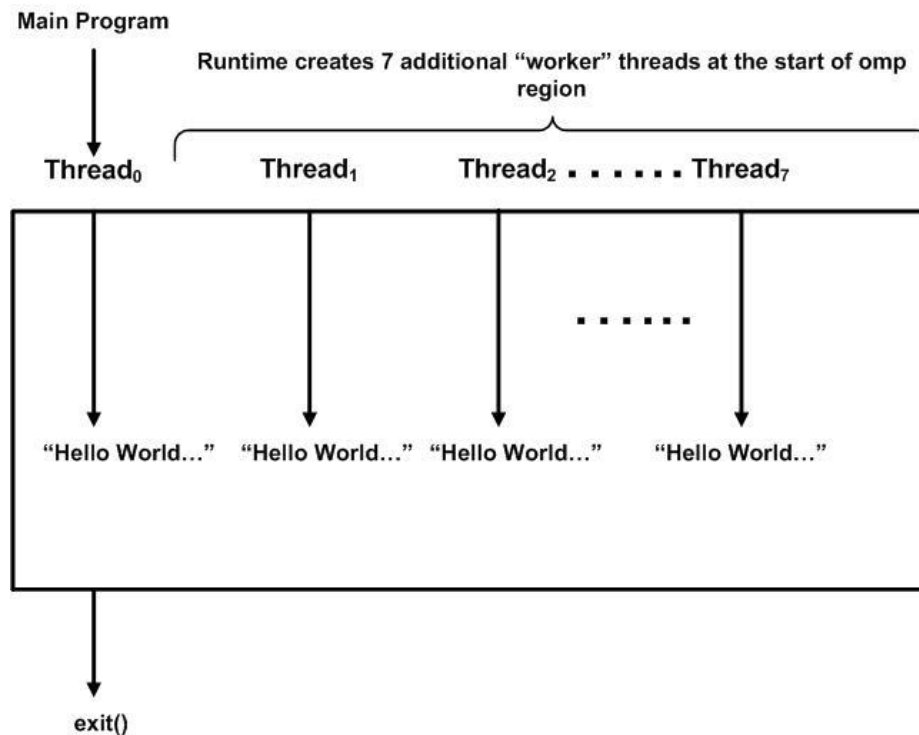 Main Program
Runtime creates 7 additional “worker” threads at the start of omp
region
Thread₀ Thread₁ Thread₂ ...... Thread₇
......
“Hello World…” “Hello World…” “Hello World…” “Hello World…”
exit()